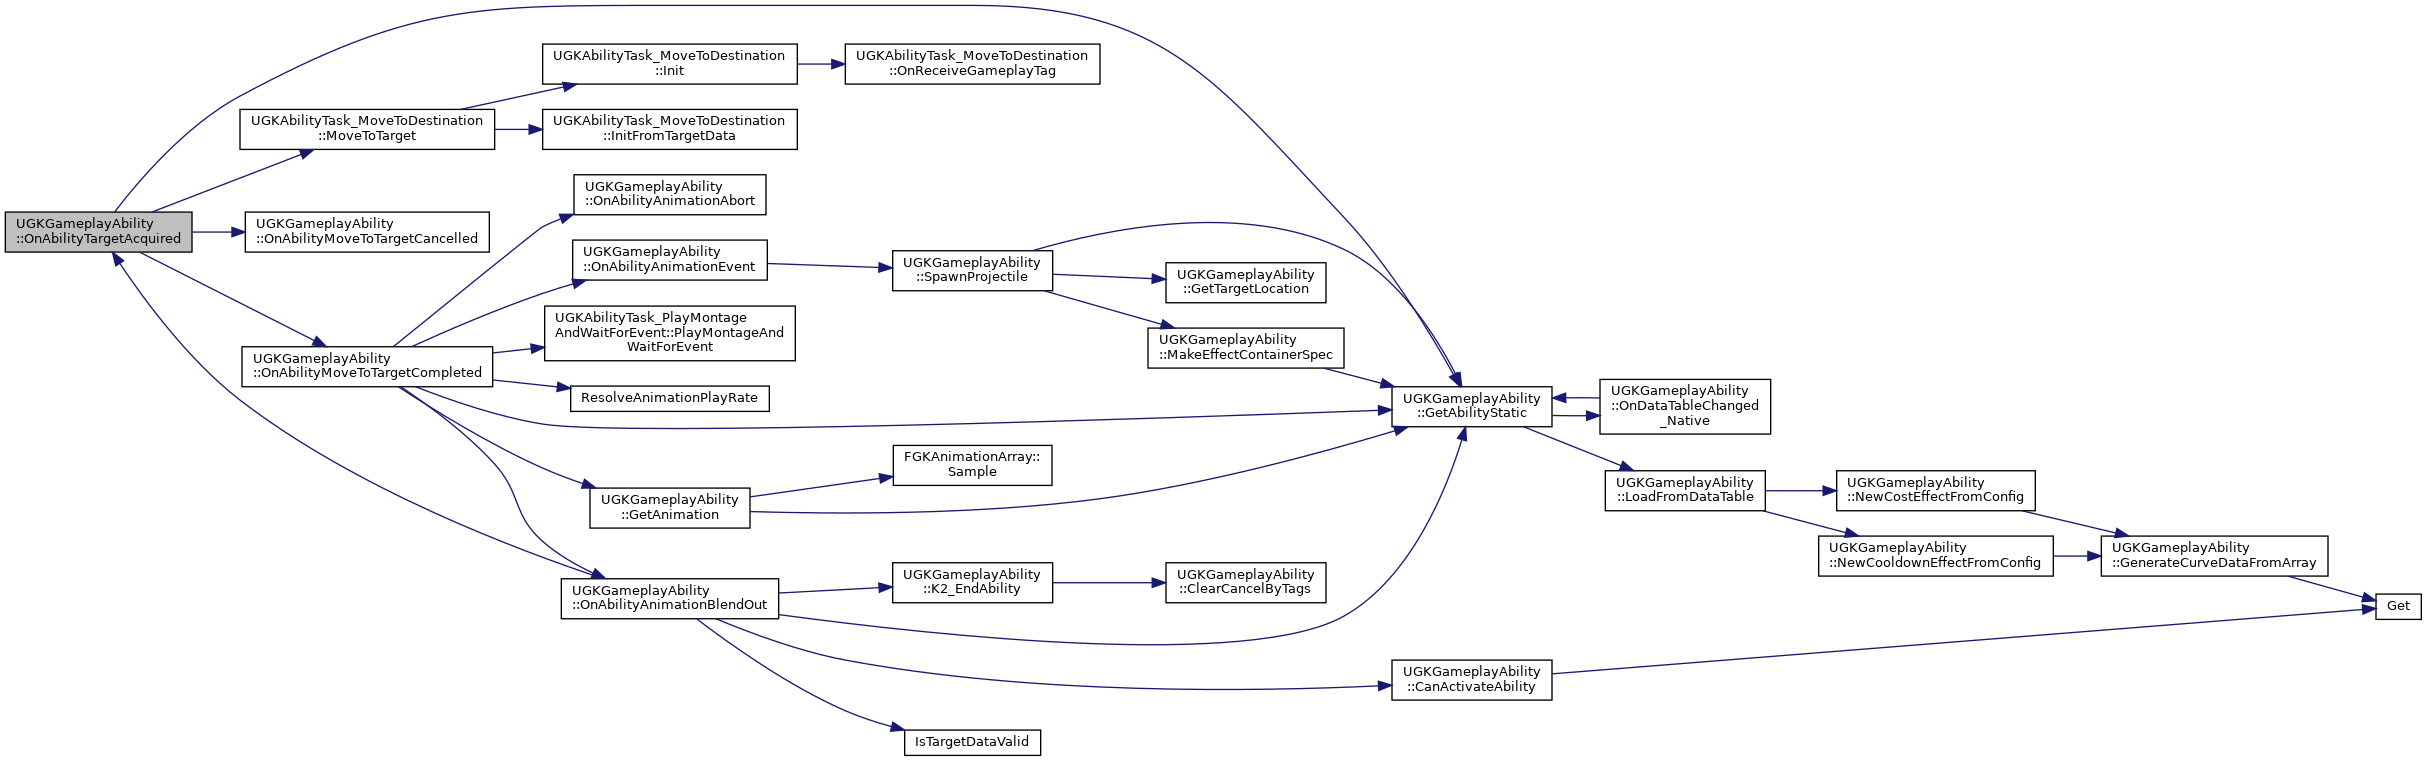 UGKGameplayAbility
::OnAbilityTargetAcquired
UGKAbilityTask_MoveToDestination
::MoveToTarget
UGKAbilityTask_MoveToDestination
::Init
UGKAbilityTask_MoveToDestination
::OnReceiveGameplayTag
UGKAbilityTask_MoveToDestination
::InitFromTargetData
UGKGameplayAbility
::OnAbilityMoveToTargetCancelled
UGKGameplayAbility
::OnAbilityMoveToTargetCompleted
UGKGameplayAbility
::OnAbilityAnimationAbort
UGKGameplayAbility
::OnAbilityAnimationEvent
UGKAbilityTask_PlayMontage
AndWaitForEvent::PlayMontageAnd
WaitForEvent
ResolveAnimationPlayRate
UGKGameplayAbility
::GetAnimation
UGKGameplayAbility
::OnAbilityAnimationBlendOut
UGKGameplayAbility
::SpawnProjectile
UGKGameplayAbility
::GetTargetLocation
UGKGameplayAbility
::MakeEffectContainerSpec
FGKAnimationArray::
Sample
UGKGameplayAbility
::K2_EndAbility
UGKGameplayAbility
::ClearCancelByTags
IsTargetDataValid
UGKGameplayAbility
::GetAbilityStatic
UGKGameplayAbility
::CanActivateAbility
UGKGameplayAbility
::OnDataTableChanged
_Native
UGKGameplayAbility
::LoadFromDataTable
UGKGameplayAbility
::NewCostEffectFromConfig
UGKGameplayAbility
::NewCooldownEffectFromConfig
UGKGameplayAbility
::GenerateCurveDataFromArray
Get